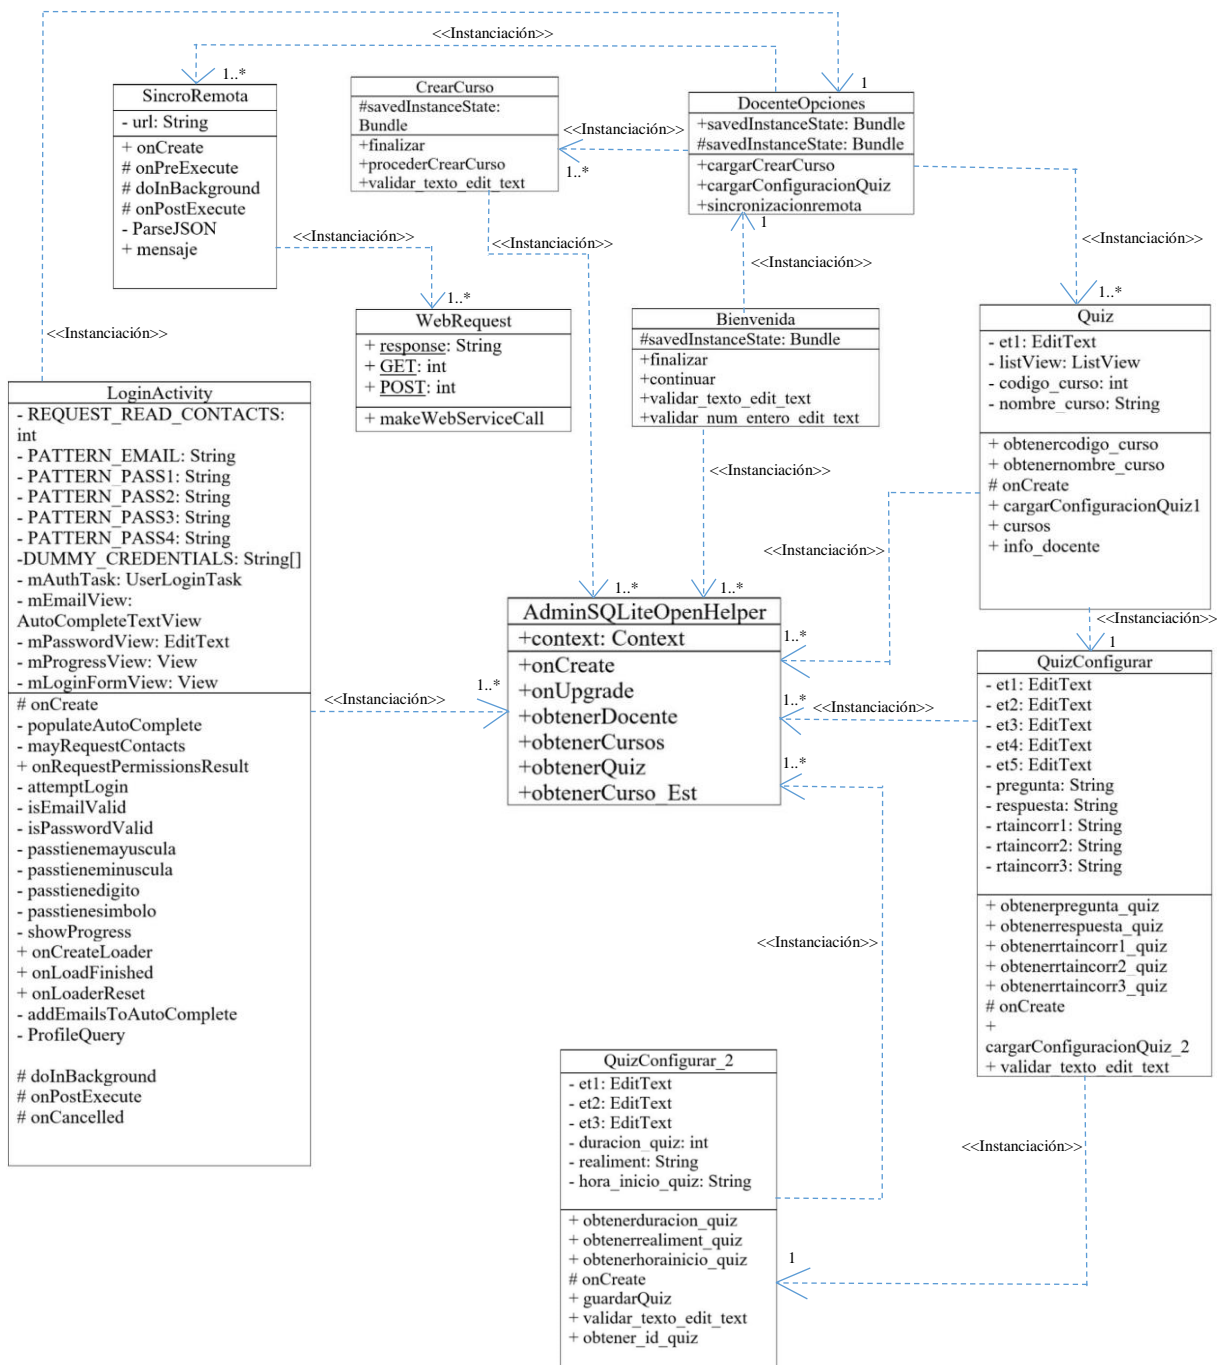 <<Instanciación>>
1..*
1
SincroRemota
- url: String
+ onCreate
# onPreExecute
# doInBackground
# onPostExecute
- ParseJSON
+ mensaje
CrearCurso
#savedInstanceState:
Bundle
+finalizar
+procederCrearCurso
+validar_texto_edit_text
<<Instanciación>>
1..*
DocenteOpciones
+savedInstanceState: Bundle
#savedInstanceState: Bundle
+cargarCrearCurso
+cargarConfiguracionQuiz
+sincronizacionremota
1
<<Instanciación>>
<<Instanciación>>
<<Instanciación>>
<<Instanciación>>
1..*
1..*
<<Instanciación>>
WebRequest
+ response: String
+ GET: int
+ POST: int
+ makeWebServiceCall
Bienvenida
#savedInstanceState: Bundle
+finalizar
+continuar
+validar_texto_edit_text
+validar_num_entero_edit_text
Quiz
- et1: EditText
- listView: ListView
- codigo_curso: int
- nombre_curso: String
+ obtenercodigo_curso
+ obtenernombre_curso
# onCreate
+ cargarConfiguracionQuiz1
+ cursos
+ info_docente
LoginActivity
- REQUEST_READ_CONTACTS:
int
- PATTERN_EMAIL: String
- PATTERN_PASS1: String
- PATTERN_PASS2: String
- PATTERN_PASS3: String
- PATTERN_PASS4: String
-DUMMY_CREDENTIALS: String[]
- mAuthTask: UserLoginTask
- mEmailView:
AutoCompleteTextView
- mPasswordView: EditText
- mProgressView: View
- mLoginFormView: View
# onCreate
- populateAutoComplete
- mayRequestContacts
+ onRequestPermissionsResult
- attemptLogin
- isEmailValid
- isPasswordValid
- passtienemayuscula
- passtieneminuscula
- passtienedigito
- passtienesimbolo
- showProgress
+ onCreateLoader
+ onLoadFinished
+ onLoaderReset
- addEmailsToAutoComplete
- ProfileQuery
# doInBackground
# onPostExecute
# onCancelled
<<Instanciación>>
<<Instanciación>>
1..*
1..*
<<Instanciación>>
1
AdminSQLiteOpenHelper
+context: Context
+onCreate
+onUpgrade
+obtenerDocente
+obtenerCursos
+obtenerQuiz
+obtenerCurso_Est
1..*
<<Instanciación>>
1..*
1..*
<<Instanciación>>
1..*
QuizConfigurar
- et1: EditText
- et2: EditText
- et3: EditText
- et4: EditText
- et5: EditText
- pregunta: String
- respuesta: String
- rtaincorr1: String
- rtaincorr2: String
- rtaincorr3: String
+ obtenerpregunta_quiz
+ obtenerrespuesta_quiz
+ obtenerrtaincorr1_quiz
+ obtenerrtaincorr2_quiz
+ obtenerrtaincorr3_quiz
# onCreate
+
cargarConfiguracionQuiz_2
+ validar_texto_edit_text
<<Instanciación>>
<<Instanciación>>
QuizConfigurar_2
- et1: EditText
- et2: EditText
- et3: EditText
- duracion_quiz: int
- realiment: String
- hora_inicio_quiz: String
+ obtenerduracion_quiz
+ obtenerrealiment_quiz
+ obtenerhorainicio_quiz
# onCreate
+ guardarQuiz
+ validar_texto_edit_text
+ obtener_id_quiz
1